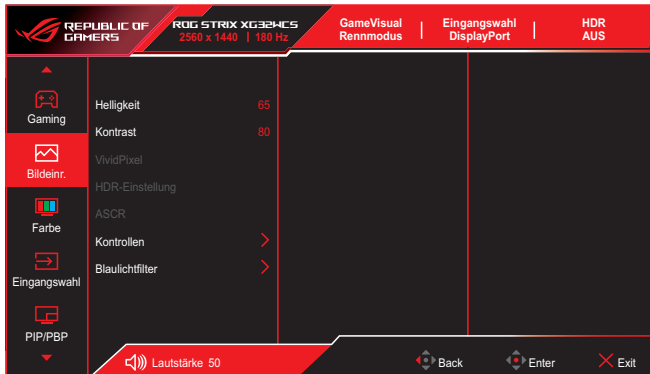 REPUBLIC OF
GAMERS
ROG STRIX XG32WCS
2560 x 1440 | 180 Hz
GameVisual
Rennmodus
Eingangswahl
DisplayPort
HDR
AUS
Gaming
Bildeinr.
Farbe
Eingangswahl
PIP/PBP
Helligkeit 65
Kontrast 80
VividPixel
HDR-Einstellung
ASCR
Kontrollen
Blaulichtfilter
Lautstärke 50
Back
Enter
Exit